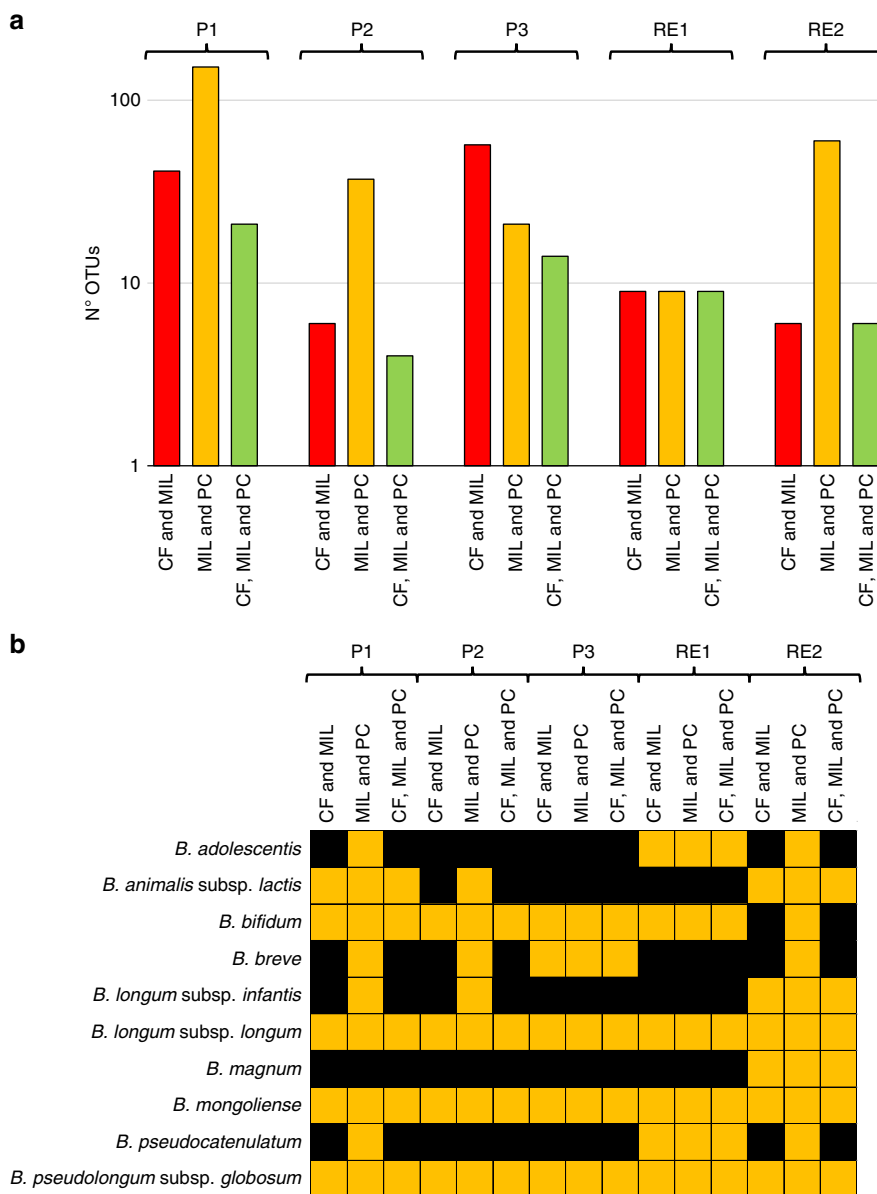 a
P1 P2 P3 RE1 RE2
N° OTUs
100
10
1
CF and MIL
MIL and PC
CF, MIL and PC
CF and MIL
MIL and PC
CF, MIL and PC
CF and MIL
MIL and PC
CF, MIL and PC
CF and MIL
MIL and PC
CF, MIL and PC
CF and MIL
MIL and PC
CF, MIL and PC
b
P1 P2 P3 RE1 RE2
CF and MIL
MIL and PC
CF, MIL and PC
CF and MIL
MIL and PC
CF, MIL and PC
CF and MIL
MIL and PC
CF, MIL and PC
CF and MIL
MIL and PC
CF, MIL and PC
CF and MIL
MIL and PC
CF, MIL and PC
B. adolescentis
B. animalis subsp. lactis
B. bifidum
B. breve
B. longum subsp. infantis
B. longum subsp. longum
B. magnum
B. mongoliense
B. pseudocatenulatum
B. pseudolongum subsp. globosum